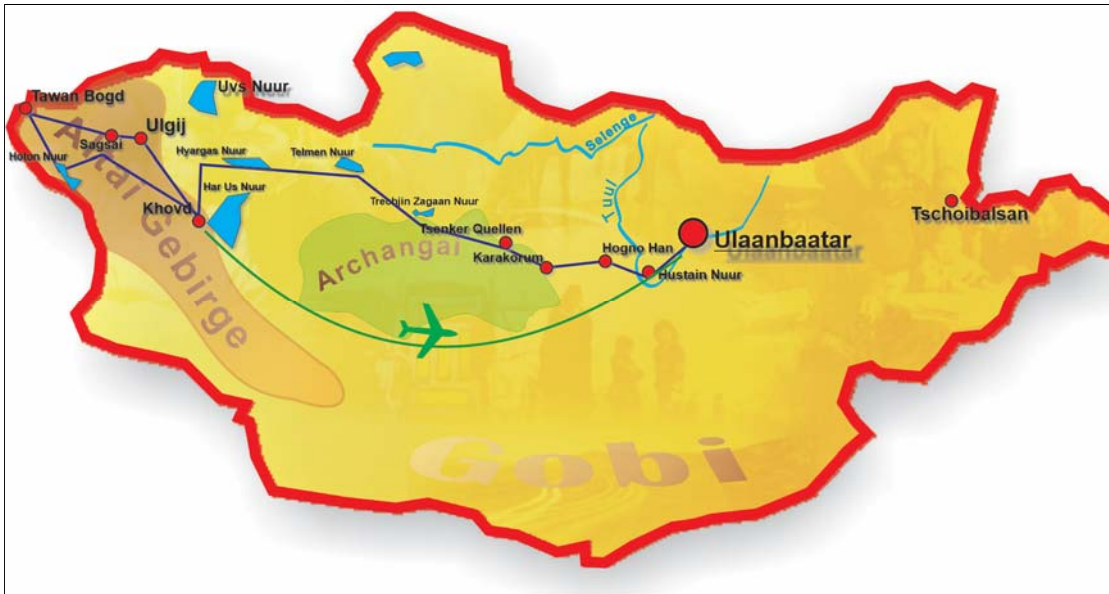 Uvs Nuur
Tawan Bogd
Ulgij
Sagsai
Selenge
Hoton Nuur
Hyargas Nuur
Telmen Nuur
Altai Gebirge
Har Us Nuur
Khovd
Tuul
Tschoibalsan
Tsenker Quellen
Ulaanbaatar
Archangai
Karakorum
Hogno Han
Hustain Nuur
Gobi